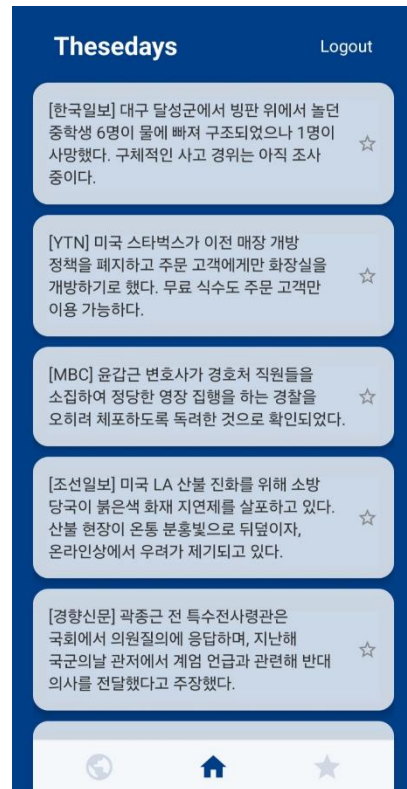 Thesedays
Logout
[한국일보] 대구 달성군에서 빙판 위에서 놀던
중학생 6명이 물에 빠져 구조되었으나 1명이
사망했다. 구체적인 사고 경위는 아직 조사
중이다.
[YTN] 미국 스타벅스가 이전 매장 개방
정책을 폐지하고 주문 고객에게만 화장실을
개방하기로 했다. 무료 식수도 주문 고객만
이용 가능하다.
[MBC] 윤갑근 변호사가 경호처 직원들을
소집하여 정당한 영장 집행을 하는 경찰을
오히려 체포하도록 독려한 것으로 확인되었다.
[조선일보] 미국 LA 산불 진화를 위해 소방
당국이 붉은색 화재 지연제를 살포하고 있다.
산불 현장이 온통 분홍빛으로 뒤덮이자,
온라인상에서 우려가 제기되고 있다.
[경향신문] 곽종근 전 특수전사령관은
국회에서 의원질의에 응답하며, 지난해
국군의날 관저에서 계엄 언급과 관련해 반대
의사를 전달했다고 주장했다.